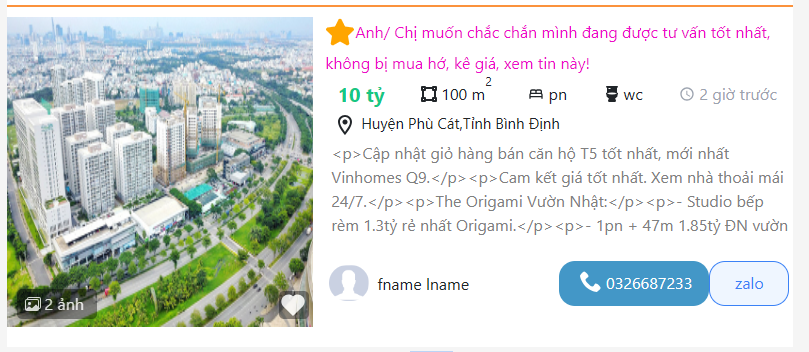 Anh/ Chị muốn chắc chắn mình đang được tư vấn tốt nhất,
không bị mua hớ, kê giá, xem tin này!
10 tỷ 100 m² pn wc 2 giờ trước
Huyện Phù Cát,Tỉnh Bình Định
<p>Cập nhật giỏ hàng bán căn hộ T5 tốt nhất, mới nhất
Vinhomes Q9.</p><p>Cam kết giá tốt nhất. Xem nhà thoải mái
24/7.</p><p>The Origami Vườn Nhật:</p><p>- Studio bếp
rèm 1.3tỷ rẻ nhất Origami.</p><p>- 1pn + 47m 1.85tỷ ĐN vườn
2 ảnh
fname lname 0326687233 zalo